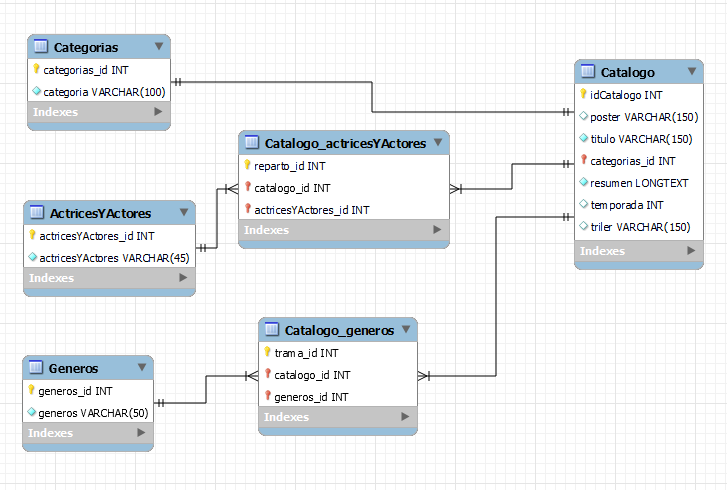 Categorias
categorias_id INT
categoria VARCHAR(100)
Indexes
Catalogo
idCatalogo INT
poster VARCHAR(150)
titulo VARCHAR(150)
categorias_id INT
resumen LONGTEXT
temporada INT
triler VARCHAR(150)
Indexes
Catalogo_actricesYActores
reparto_id INT
catalogo_id INT
actricesYActores_id INT
Indexes
ActricesYActores
actricesYActores_id INT
actricesYActores VARCHAR(45)
Indexes
Catalogo_generos
trama_id INT
catalogo_id INT
generos_id INT
Indexes
Generos
generos_id INT
generos VARCHAR(50)
Indexes